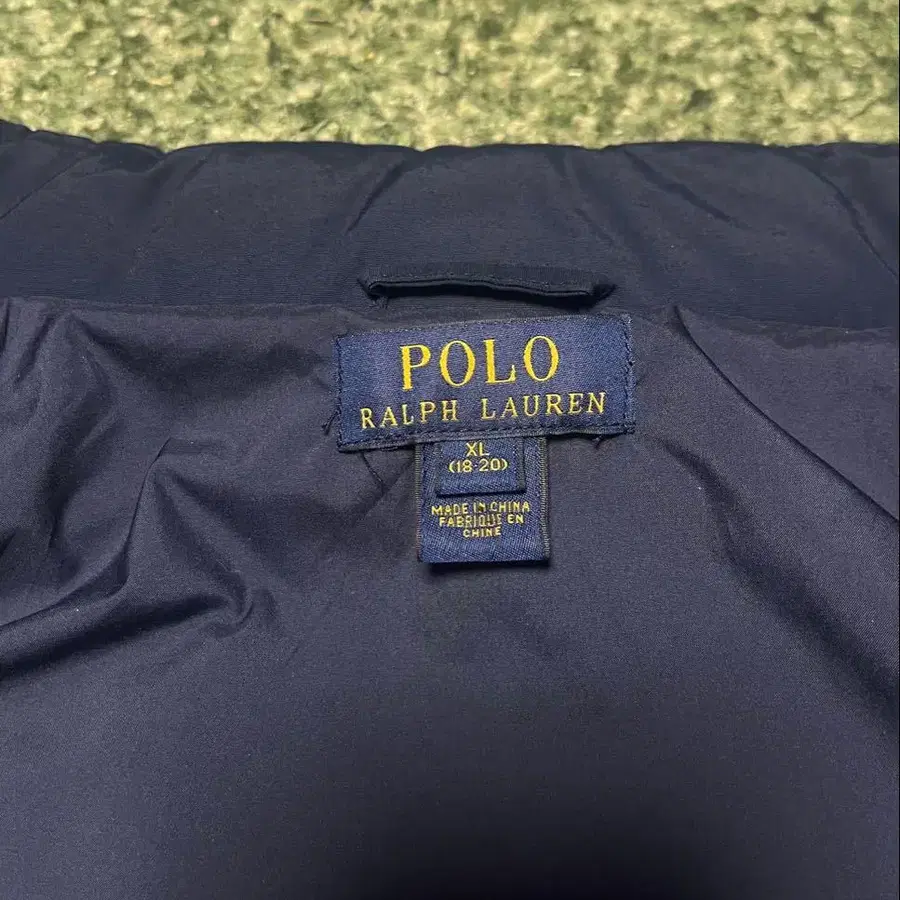 POLO
RALPH LAUREN
XL
(18-20)
MADE IN CHINA
FABRIQUE EN
CHINE